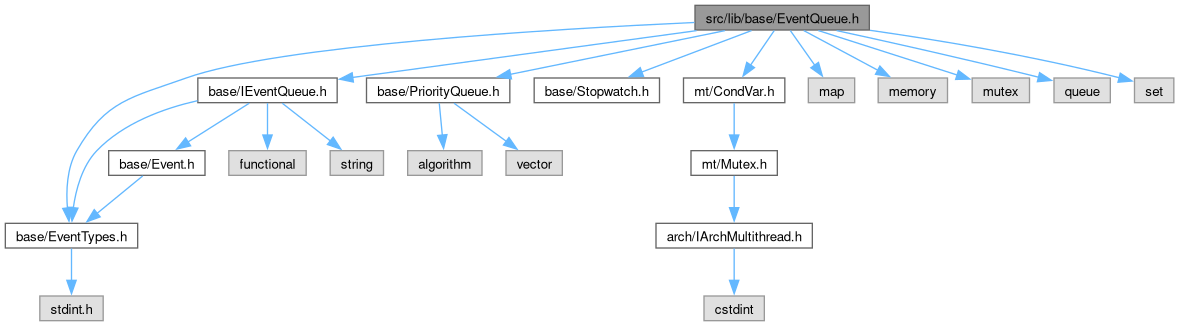 src/lib/base/EventQueue.h
base/IEventQueue.h
base/PriorityQueue.h
base/Stopwatch.h
mt/CondVar.h
map
memory
mutex
queue
set
base/Event.h
functional
string
algorithm
vector
mt/Mutex.h
base/EventTypes.h
arch/IArchMultithread.h
stdint.h
cstdint